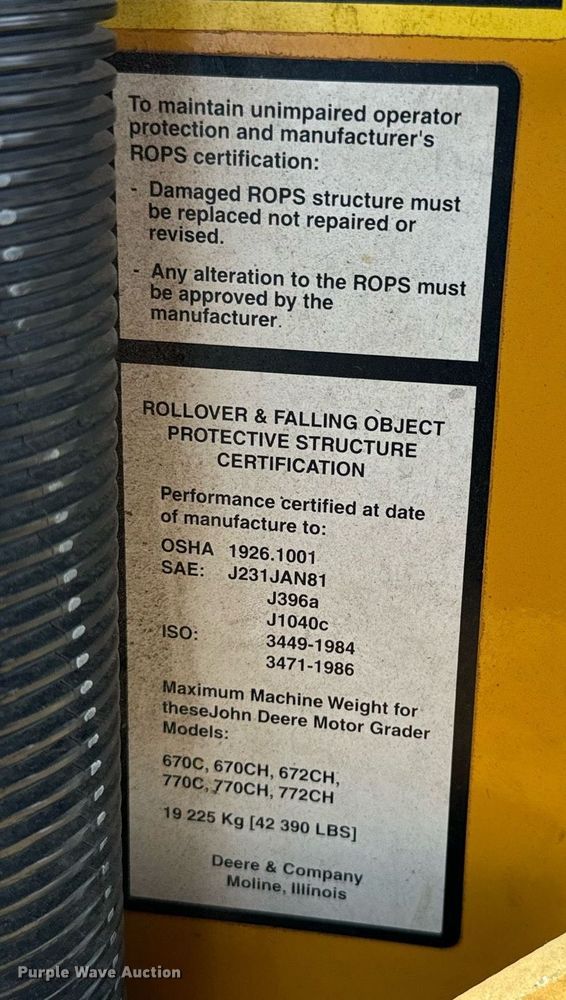 To maintain unimpaired operator
protection and manufacturer's
ROPS certification:
- Damaged ROPS structure must
be replaced not repaired or
revised.
- Any alteration to the ROPS must
be approved by the
manufacturer.
ROLLOVER & FALLING OBJECT
PROTECTIVE STRUCTURE
CERTIFICATION
Performance certified at date
of manufacture to:
OSHA 1926.1001
SAE: J231JAN81
J396a
J1040c
ISO: 3449-1984
3471-1986
Maximum Machine Weight for
theseJohn Deere Motor Grader
Models:
670C, 670CH, 672CH,
770C, 770CH, 772CH
19 225 Kg [42 390 LBS]
Deere & Company
Moline, Illinois
Purple Wave Auction